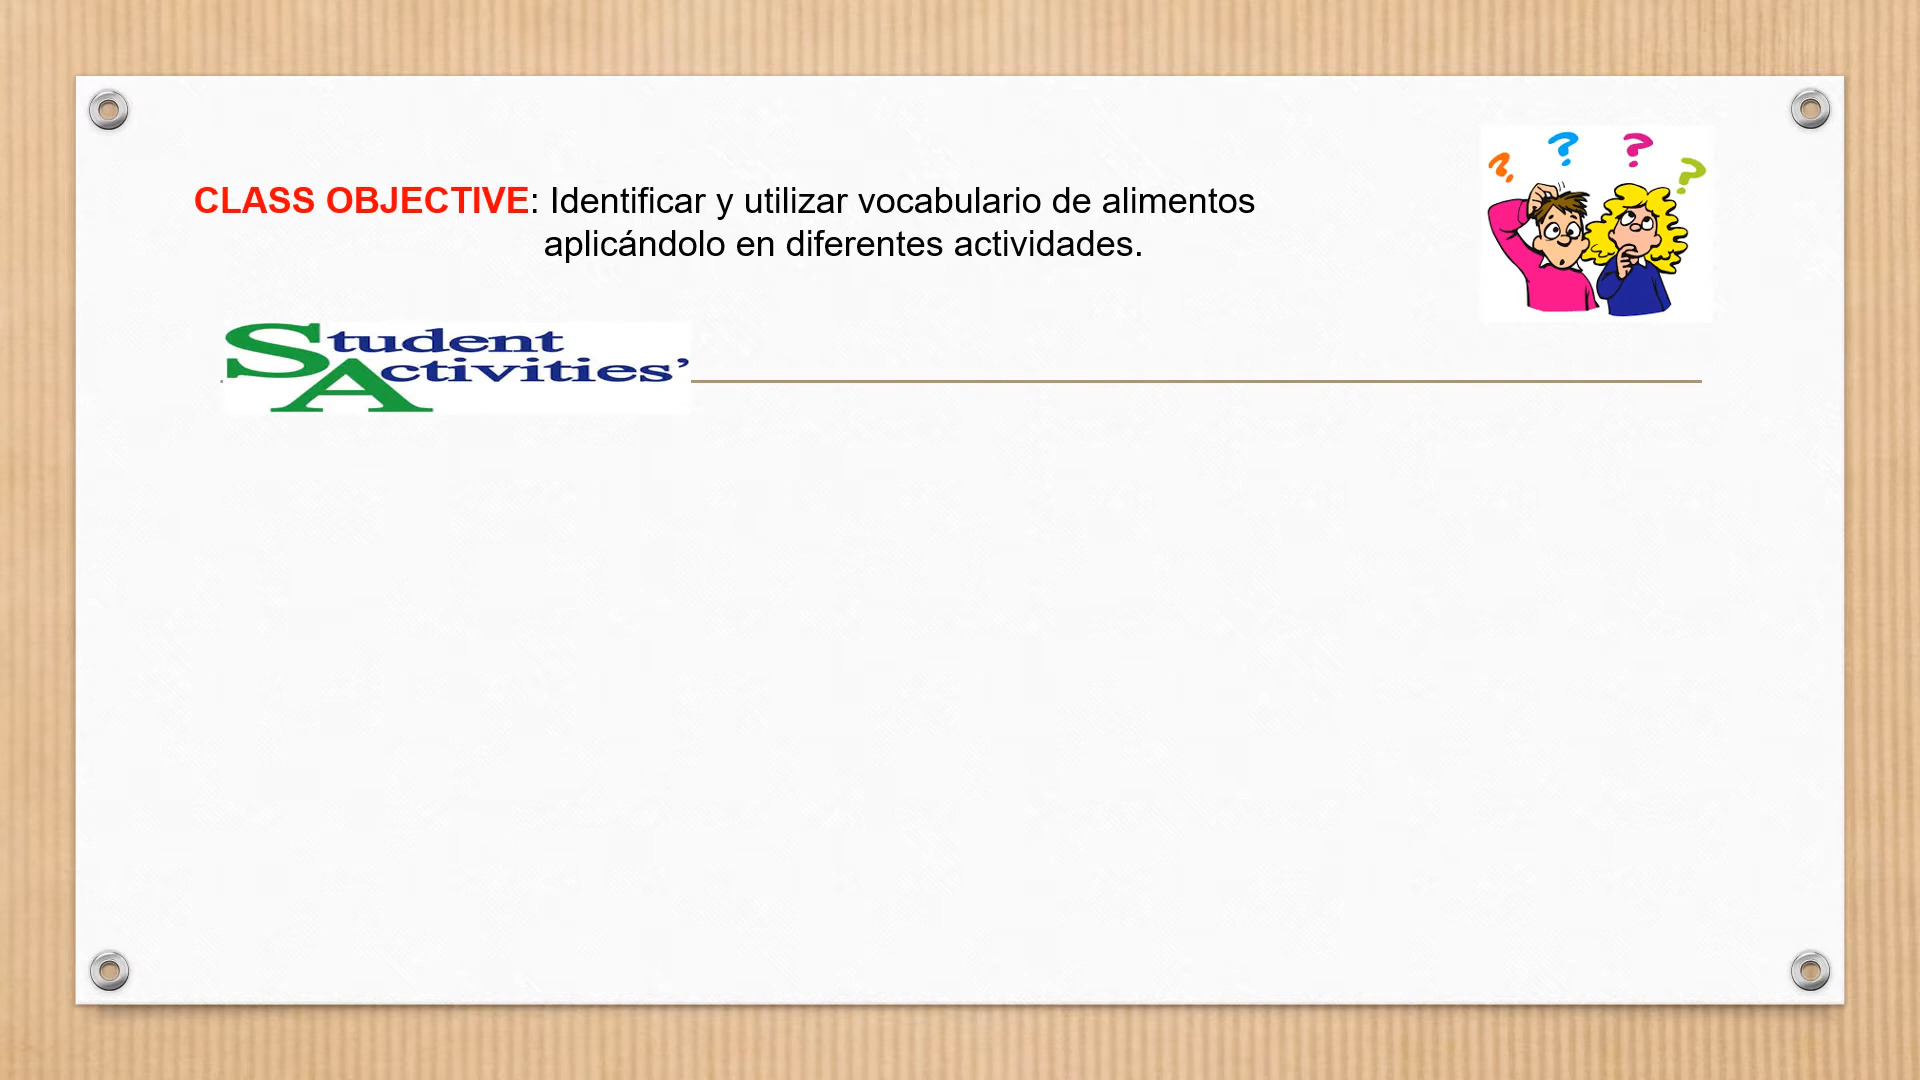 CLASS OBJECTIVE: Identificar y utilizar vocabulario de alimentos
aplicándolo en diferentes actividades.
? ? ? ?
Student
Activities’